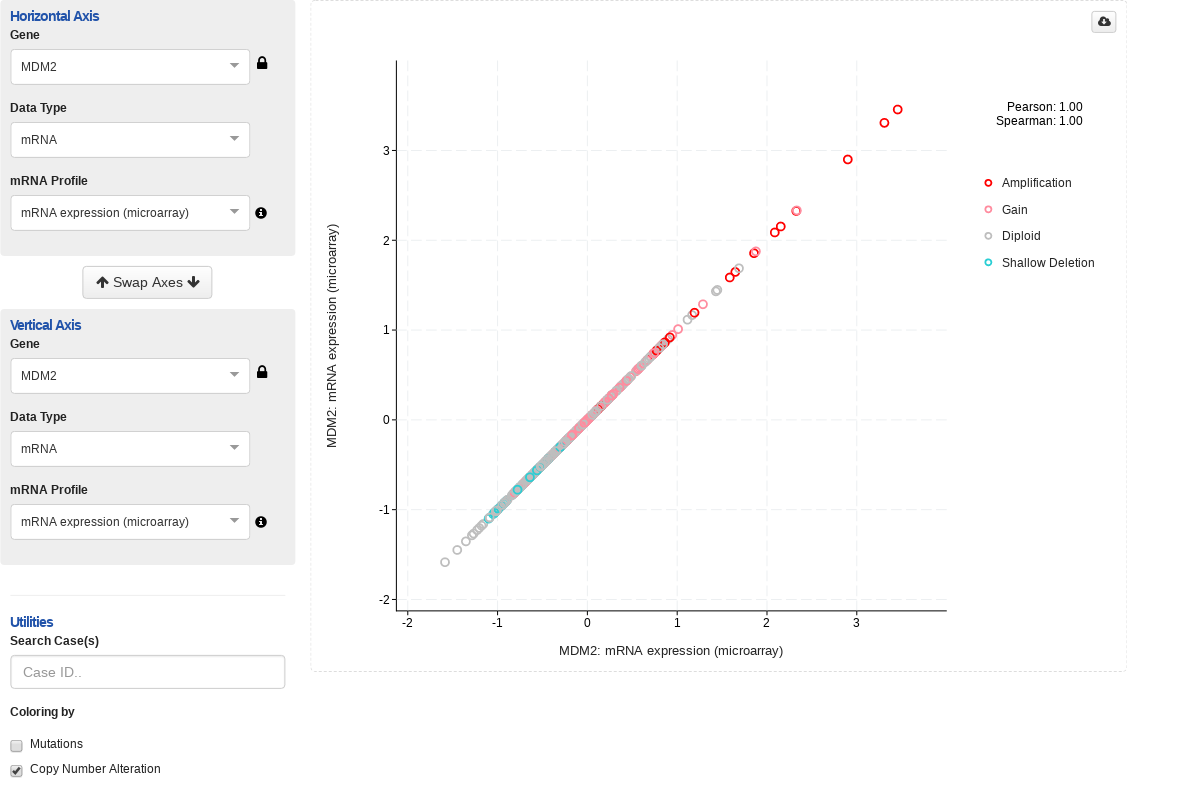 Horizontal Axis
Gene
MDM2
Data Type
mRNA
mRNA Profile
mRNA expression (microarray)
Swap Axes
Vertical Axis
Gene
MDM2
Data Type
mRNA
mRNA Profile
mRNA expression (microarray)
Utilities
Search Case(s)
Case ID..
Coloring by
Mutations
Copy Number Alteration
MDM2: mRNA expression (microarray)
3
2
1
0
-1
-2
-2 -1 0 1 2 3
MDM2: mRNA expression (microarray)
Pearson: 1.00
Spearman: 1.00
Amplification
Gain
Diploid
Shallow Deletion